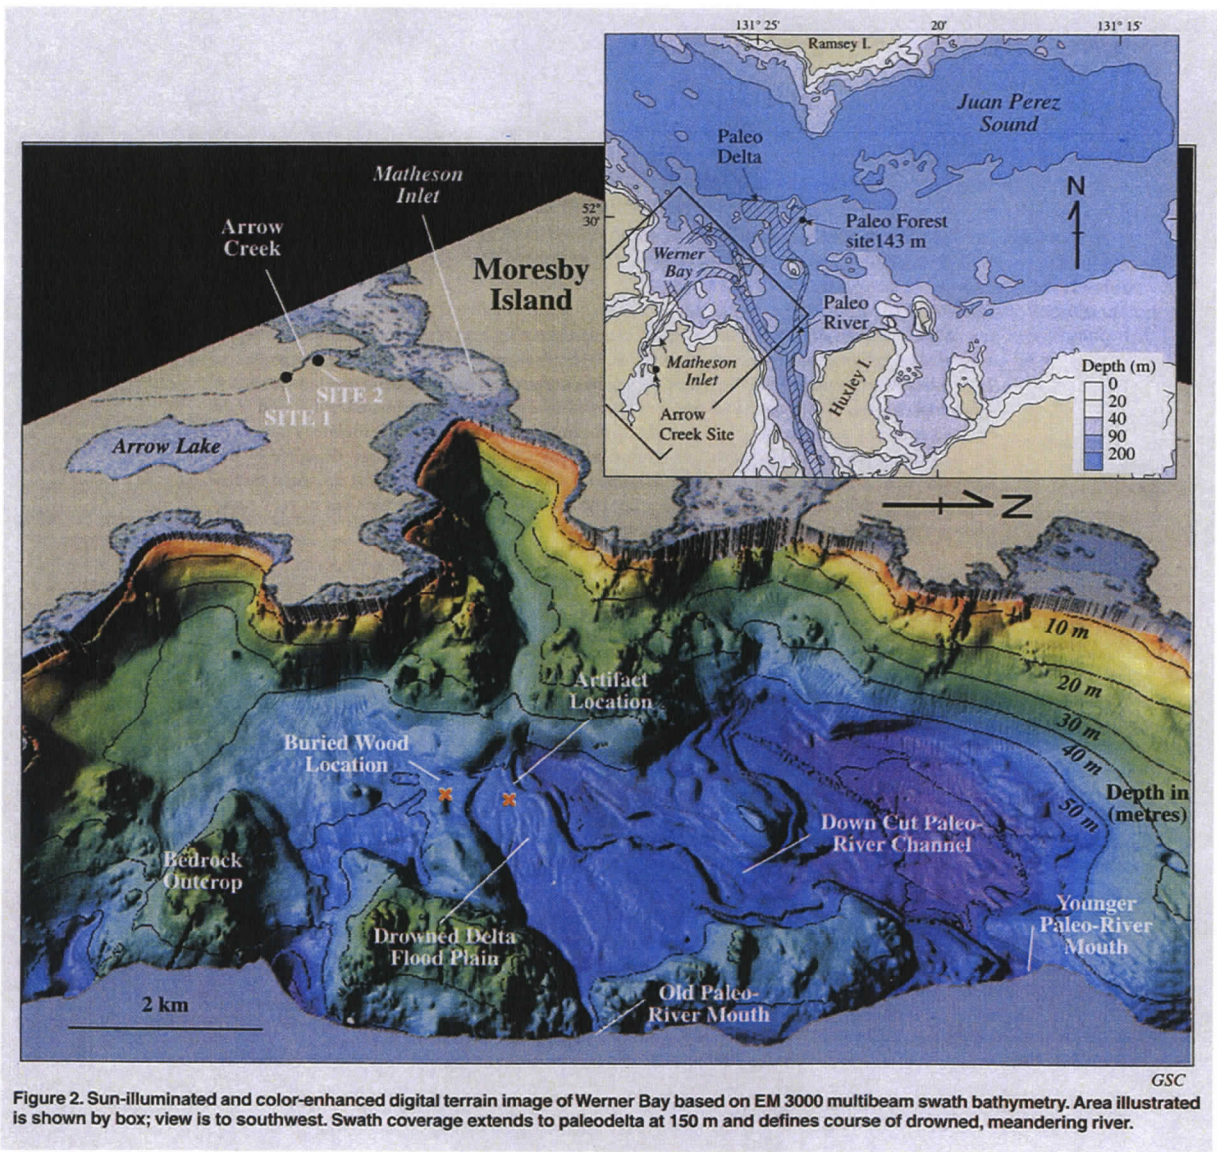 131° 25'
20'
131° 15'
Ramsey I.
Juan Perez
Sound
Paleo
Delta
N
52°
30'
Paleo Forest
site143 m
Werner
Bay
Paleo
River
Matheson
Inlet
Huxley I.
Arrow
Creek Site
Depth (m)
0
20
40
90
200
Matheson
Inlet
Arrow
Creek
Moresby
Island
SITE 2
SITE 1
Arrow Lake
N
10 m
20 m
30 m
40 m
50 m
Depth in
(metres)
Artifact
Location
Buried Wood
Location
Down Cut Paleo-
River Channel
Bedrock
Outcrop
Younger
Paleo-River
Mouth
Drowned Delta
Flood Plain
Old Paleo-
River Mouth
2 km
GSC
Figure 2. Sun-illuminated and color-enhanced digital terrain image of Werner Bay based on EM 3000 multibeam swath bathymetry. Area illustrated
is shown by box; view is to southwest. Swath coverage extends to paleodelta at 150 m and defines course of drowned, meandering river.